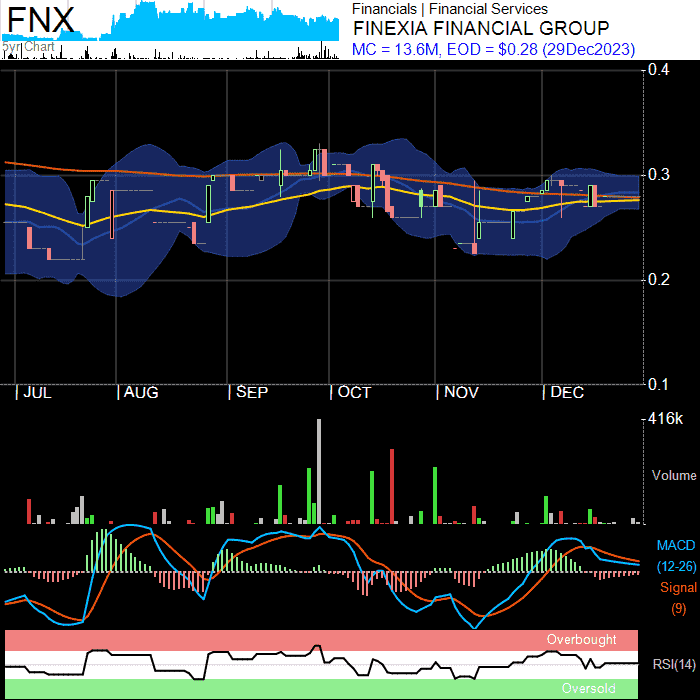 FNX
5yr Chart
Financials | Financial Services
FINEXIA FINANCIAL GROUP
MC = 13.6M, EOD = $0.28 (29Dec2023)
0.4
0.3
0.2
0.1
JUL AUG SEP OCT NOV DEC
416k
Volume
MACD
(12-26)
Signal
(9)
Overbought
RSI(14)
Oversold